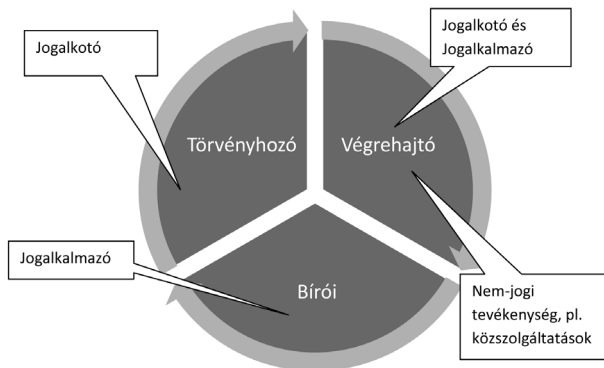 Jogalkotó
Jogalkotó és
Jogalkalmazó
Törvényhozó
Végrehajtó
Jogalkalmazó
Bírói
Nem-jogi
tevékenység, pl.
közszolgáltatások